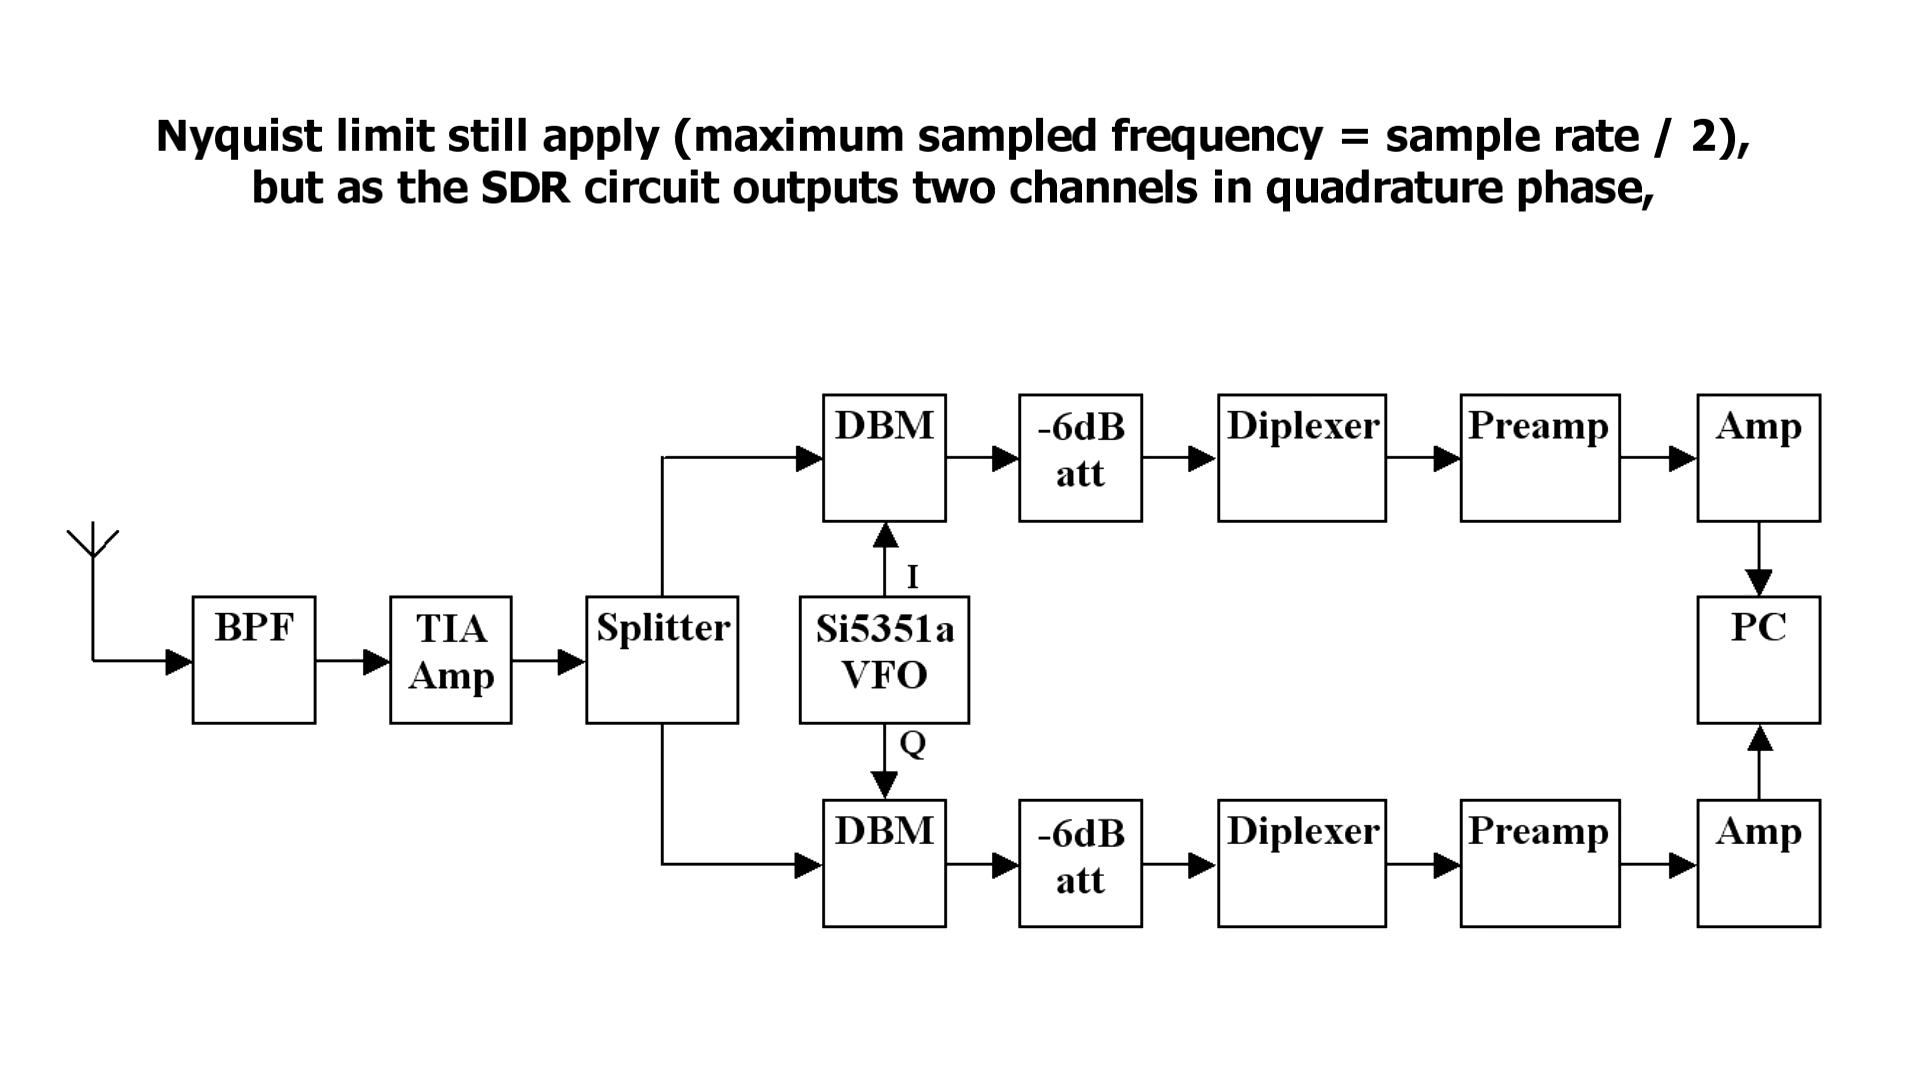 Nyquist limit still apply (maximum sampled frequency = sample rate / 2),
but as the SDR circuit outputs two channels in quadrature phase,
DBM
-6dB
att
Diplexer
Preamp
Amp
I
BPF
TIA
Amp
Splitter
Si5351a
VFO
PC
Q
DBM
-6dB
att
Diplexer
Preamp
Amp